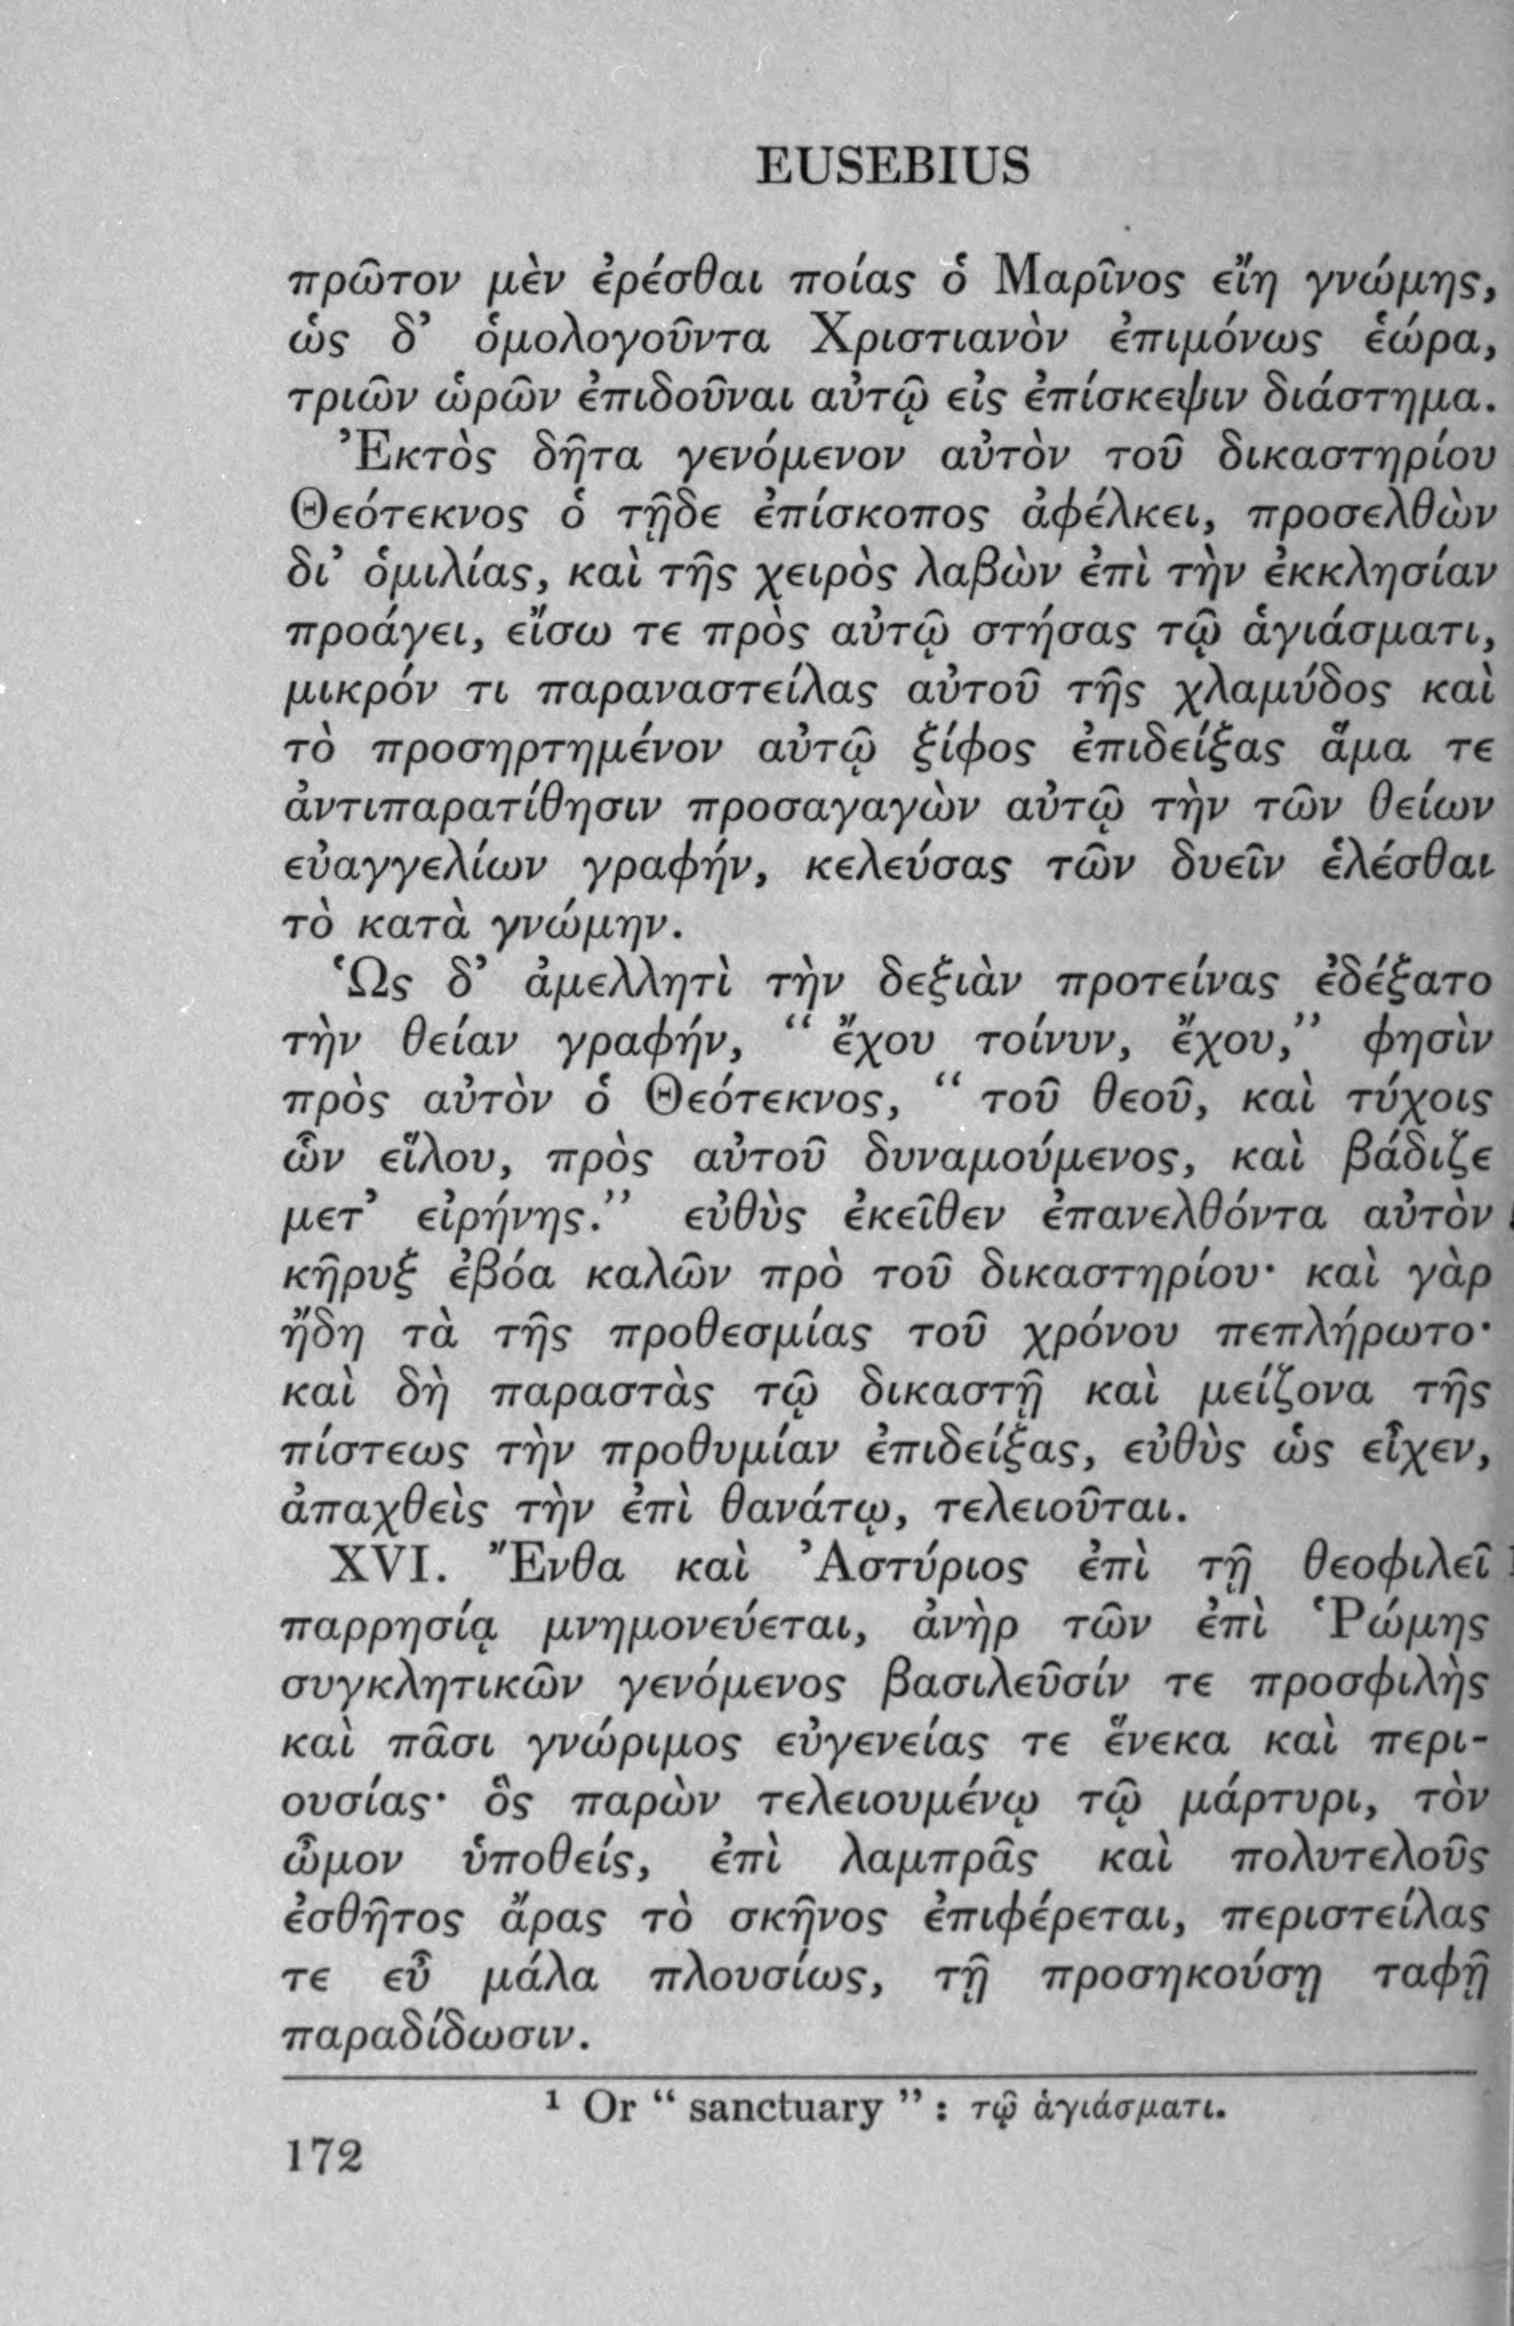 EUSEBIUS
πρῶτον μὲν ἐρέσθαι ποίας ὁ Μαρῖνος εἴη γνώμης,
ὡς δ’ ὁμολογοῦντα Χριστιανὸν ἐπιμόνως ἑώρα,
τριῶν ὡρῶν ἐπιδοῦναι αὐτῷ εἰς ἐπίσκεψιν διάστημα.
Ἐκτὸς δῆτα γενόμενον αὐτὸν τοῦ δικαστηρίου
Θεότεκνος ὁ τῇδε ἐπίσκοπος ἀφέλκει, προσελθὼν
δι’ ὁμιλίας, καὶ τῆς χειρὸς λαβὼν ἐπὶ τὴν ἐκκλησίαν
προάγει, εἴσω τε πρὸς αὐτῷ στήσας τῷ ἁγιάσματι,
μικρόν τι παραναστείλας αὐτοῦ τῆς χλαμύδος καὶ
τὸ προσηρτημένον αὐτῷ ξίφος ἐπιδείξας ἅμα τε
ἀντιπαρατίθησιν προσαγαγὼν αὐτῷ τὴν τῶν θείων
εὐαγγελίων γραφήν, κελεύσας τῶν δυεῖν ἑλέσθαι
τὸ κατὰ γνώμην.
Ὡς δ’ ἀμελλητὶ τὴν δεξιὰν προτείνας ἐδέξατο
τὴν θείαν γραφήν, “ ἔχου τοίνυν, ἔχου,” φησὶν
πρὸς αὐτὸν ὁ Θεότεκνος, “ τοῦ θεοῦ, καὶ τύχοις
ὧν εἵλου, πρὸς αὐτοῦ δυναμούμενος, καὶ βάδιζε
μετ’ εἰρήνης.” εὐθὺς ἐκεῖθεν ἐπανελθόντα αὐτὸν
κῆρυξ ἐβόα καλῶν πρὸ τοῦ δικαστηρίου· καὶ γὰρ
ἤδη τὰ τῆς προθεσμίας τοῦ χρόνου πεπλήρωτο·
καὶ δὴ παραστὰς τῷ δικαστῇ καὶ μείζονα τῆς
πίστεως τὴν προθυμίαν ἐπιδείξας, εὐθὺς ὡς εἶχεν,
ἀπαχθεὶς τὴν ἐπὶ θανάτῳ, τελειοῦται.
XVI. Ἔνθα καὶ Ἀστύριος ἐπὶ τῇ θεοφιλεῖ
παρρησίᾳ μνημονεύεται, ἀνὴρ τῶν ἐπὶ Ῥώμης
συγκλητικῶν γενόμενος βασιλεῦσίν τε προσφιλὴς
καὶ πᾶσι γνώριμος εὐγενείας τε ἕνεκα καὶ περι-
ουσίας· ὃς παρὼν τελειουμένῳ τῷ μάρτυρι, τὸν
ὦμον ὑποθείς, ἐπὶ λαμπρᾶς καὶ πολυτελοῦς
ἐσθῆτος ἄρας τὸ σκῆνος ἐπιφέρεται, περιστείλας
τε εὖ μάλα πλουσίως, τῇ προσηκούσῃ ταφῇ
παραδίδωσιν.
¹ Or “ sanctuary ” : τῷ ἁγιάσματι.
172